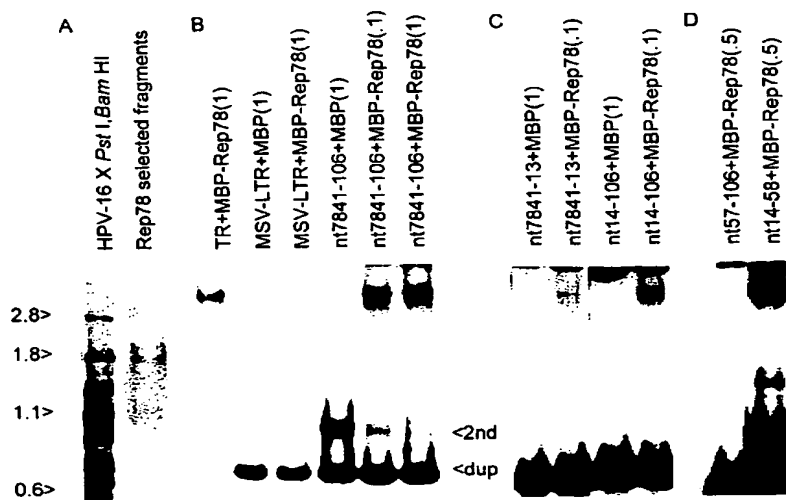 A
HPV-16 X Pst I,Bam HI
Rep78 selected fragments
2.8>
1.8>
1.1>
0.6>
B
TR+MBP-Rep78(1)
MSV-LTR+MBP(1)
MSV-LTR+MBP-Rep78(1)
nt7841-106+MBP(1)
nt7841-106+MBP-Rep78(.1)
nt7841-106+MBP-Rep78(1)
<2nd
<dup
C
nt7841-13+MBP(1)
nt7841-13+MBP-Rep78(.1)
nt14-106+MBP(1)
nt14-106+MBP-Rep78(.1)
D
nt57-106+MBP-Rep78(.5)
nt14-58+MBP-Rep78(.5)